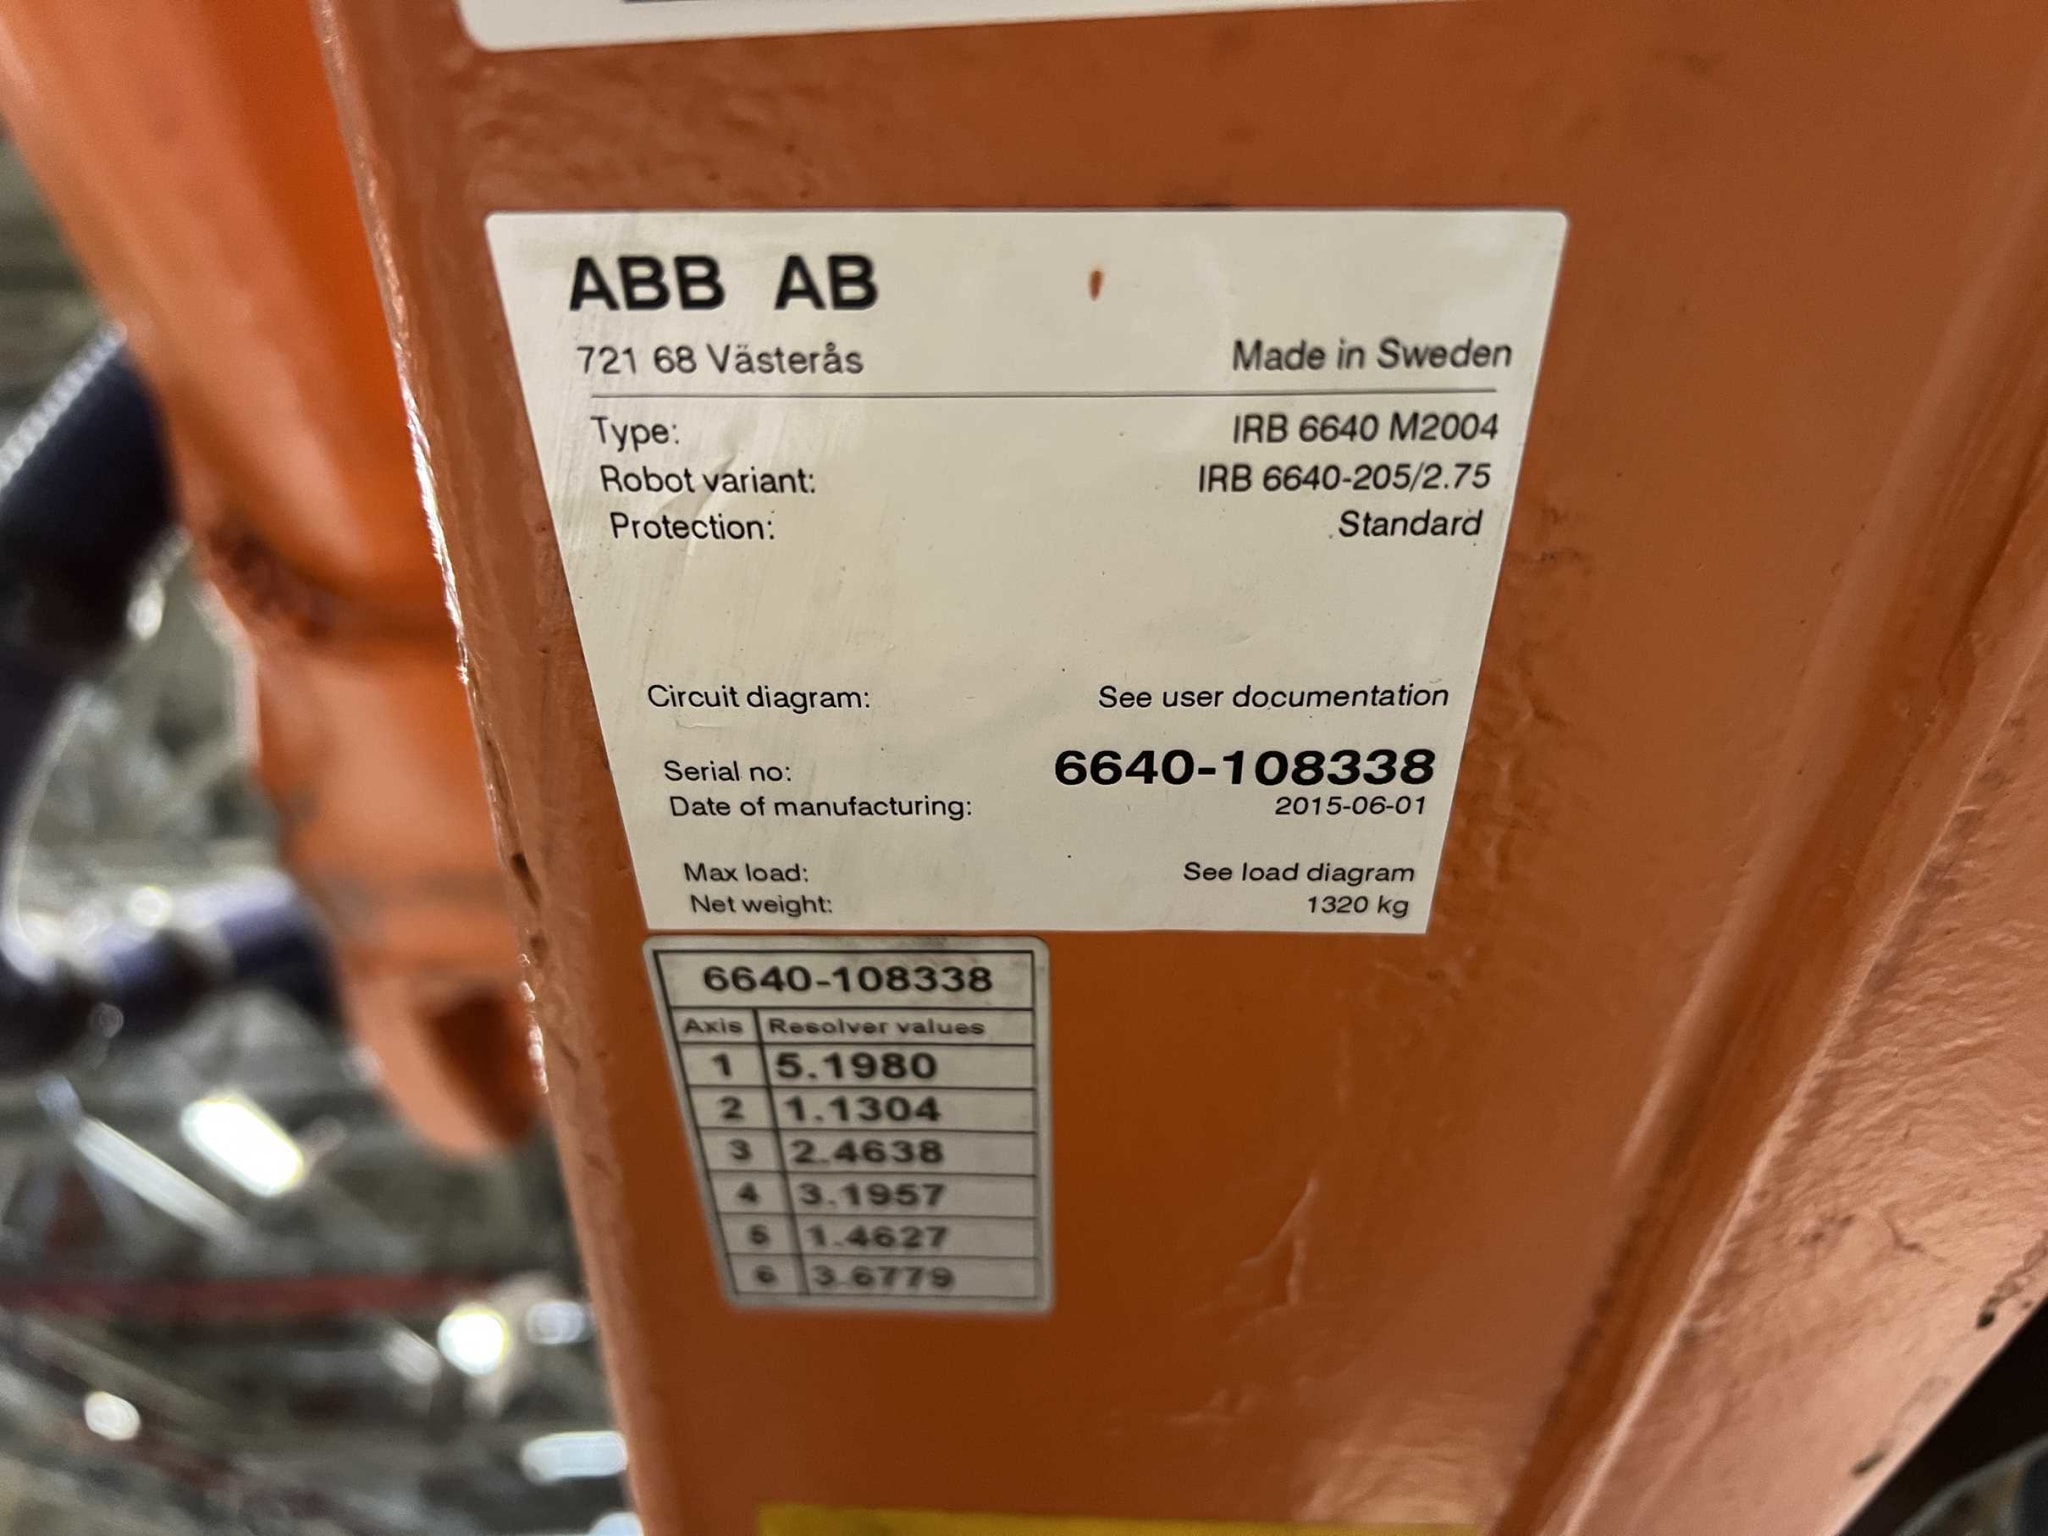 ABB AB
721 68 Västerås Made in Sweden
Type: IRB 6640 M2004
Robot variant: IRB 6640-205/2.75
Protection: Standard
Circuit diagram: See user documentation
Serial no: 6640-108338
Date of manufacturing: 2015-06-01
Max load: See load diagram
Net weight: 1320 kg
6640-108338
Axis Resolver values
1 5.1980
2 1.1304
3 2.4638
4 3.1957
5 1.4627
6 3.6779